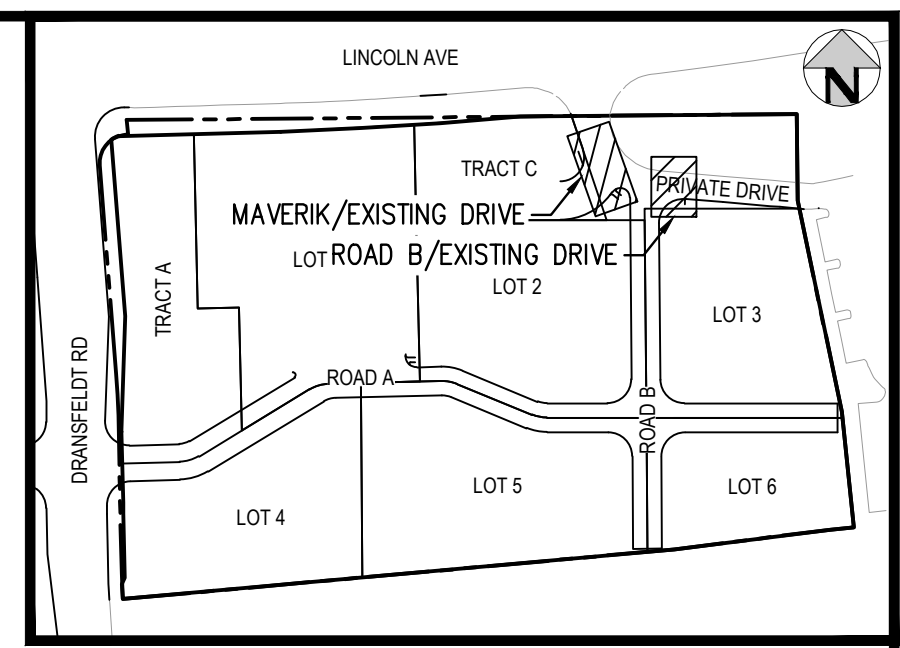 LINCOLN AVE
N
TRACT C
PRIVATE DRIVE
MAVERIK/EXISTING DRIVE
LOT
ROAD B/EXISTING DRIVE
TRACT A
LOT 2
LOT 3
DRANSFELDT RD
ROAD A
ROAD B
LOT 4
LOT 5
LOT 6